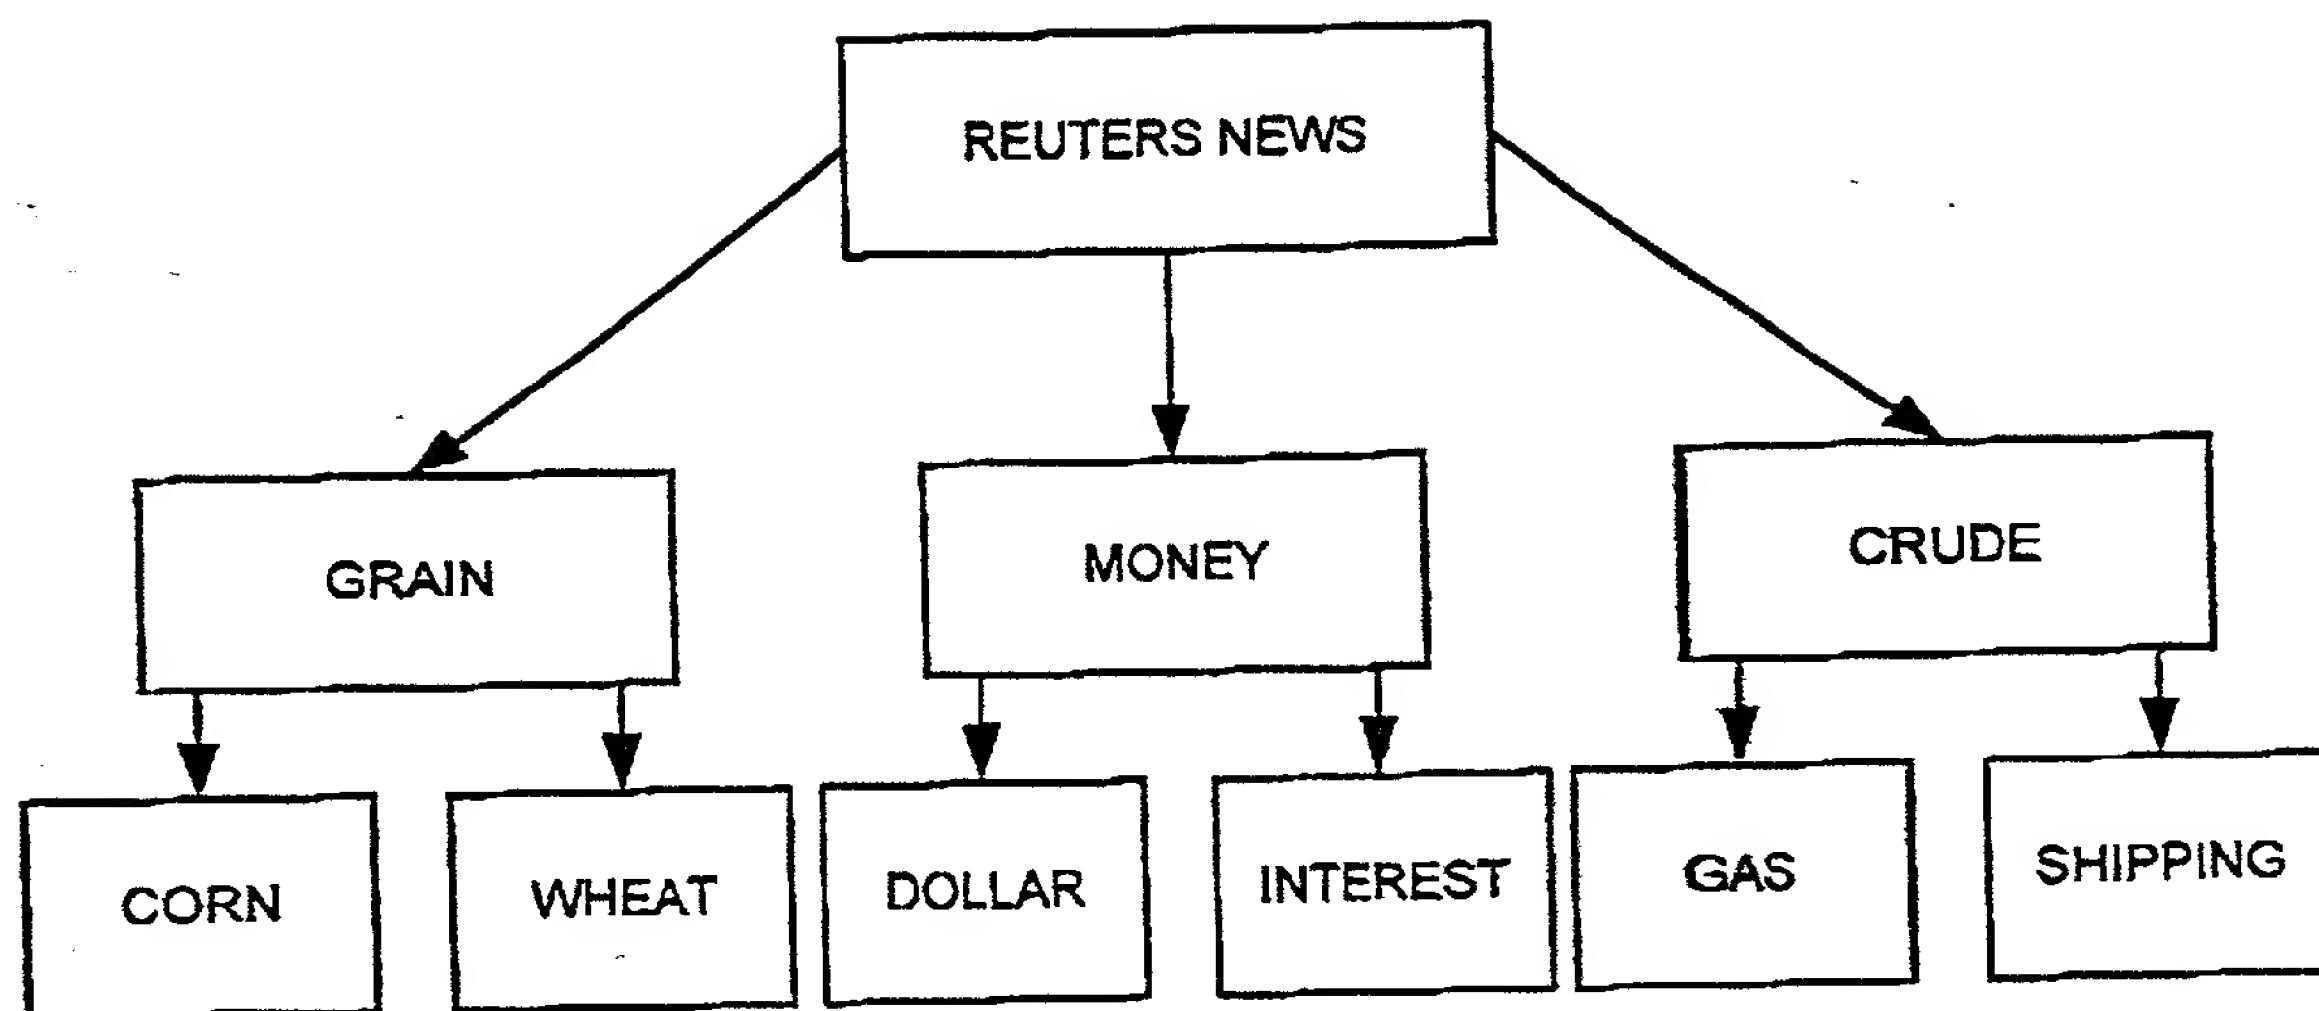 REUTERS NEWS
GRAIN
MONEY
CRUDE
CORN
WHEAT
DOLLAR
INTEREST
GAS
SHIPPING